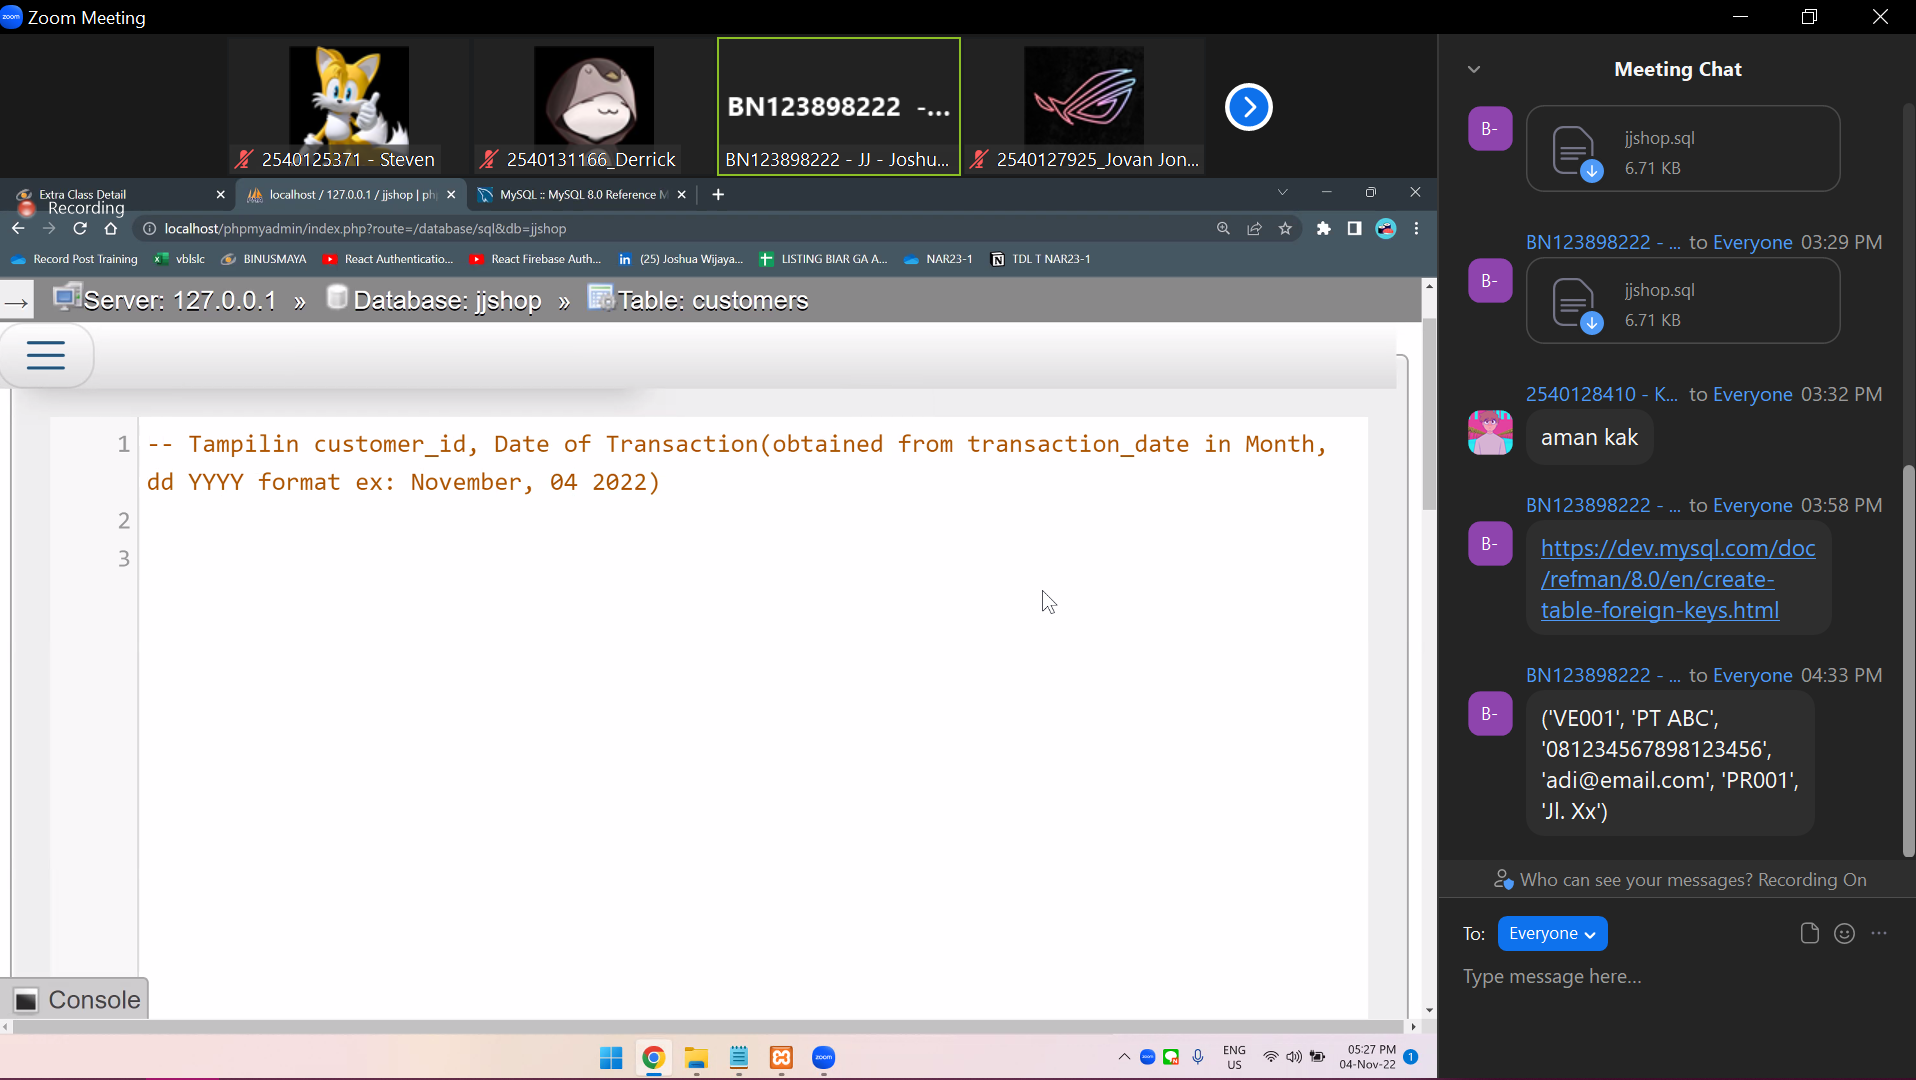 zoom Zoom Meeting
2540125371 - Steven
2540131166_Derrick
BN123898222 -...
BN123898222 - JJ - Joshu...
2540127925_Jovan Jon...
Extra Class Detail
Recording
localhost / 127.0.0.1 / jjshop | ph
MySQL :: MySQL 8.0 Reference M
localhost/phpmyadmin/index.php?route=/database/sql&db=jjshop
Record Post Training
vblslc
BINUSMAYA
React Authenticatio...
React Firebase Auth...
(25) Joshua Wijaya...
LISTING BIAR GA A...
NAR23-1
TDL T NAR23-1
Server: 127.0.0.1 » Database: jjshop » Table: customers
1 -- Tampilin customer_id, Date of Transaction(obtained from transaction_date in Month,
dd YYYY format ex: November, 04 2022)
2
3
Console
ENG
US
05:27 PM
04-Nov-22
1
Meeting Chat
B-
jjshop.sql
6.71 KB
BN123898222 - ... to Everyone 03:29 PM
B-
jjshop.sql
6.71 KB
2540128410 - K... to Everyone 03:32 PM
aman kak
BN123898222 - ... to Everyone 03:58 PM
B-
https://dev.mysql.com/doc
/refman/8.0/en/create-
table-foreign-keys.html
BN123898222 - ... to Everyone 04:33 PM
B-
('VE001', 'PT ABC',
'081234567898123456',
'adi@email.com', 'PR001',
'Jl. Xx')
Who can see your messages? Recording On
To: Everyone
Type message here...